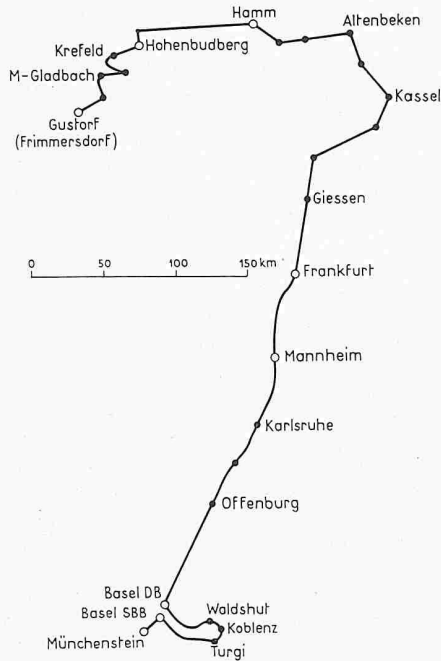 Hamm
Altenbeken
Krefeld
Hohenbudberg
M-Gladbach
Kassel
Gustorf
(Frimmersdorf)
Giessen
0 50 100 150 km
Frankfurt
Mannheim
Karlsruhe
Offenburg
Basel DB
Basel SBB
Waldshut
Koblenz
Münchenstein
Turgi